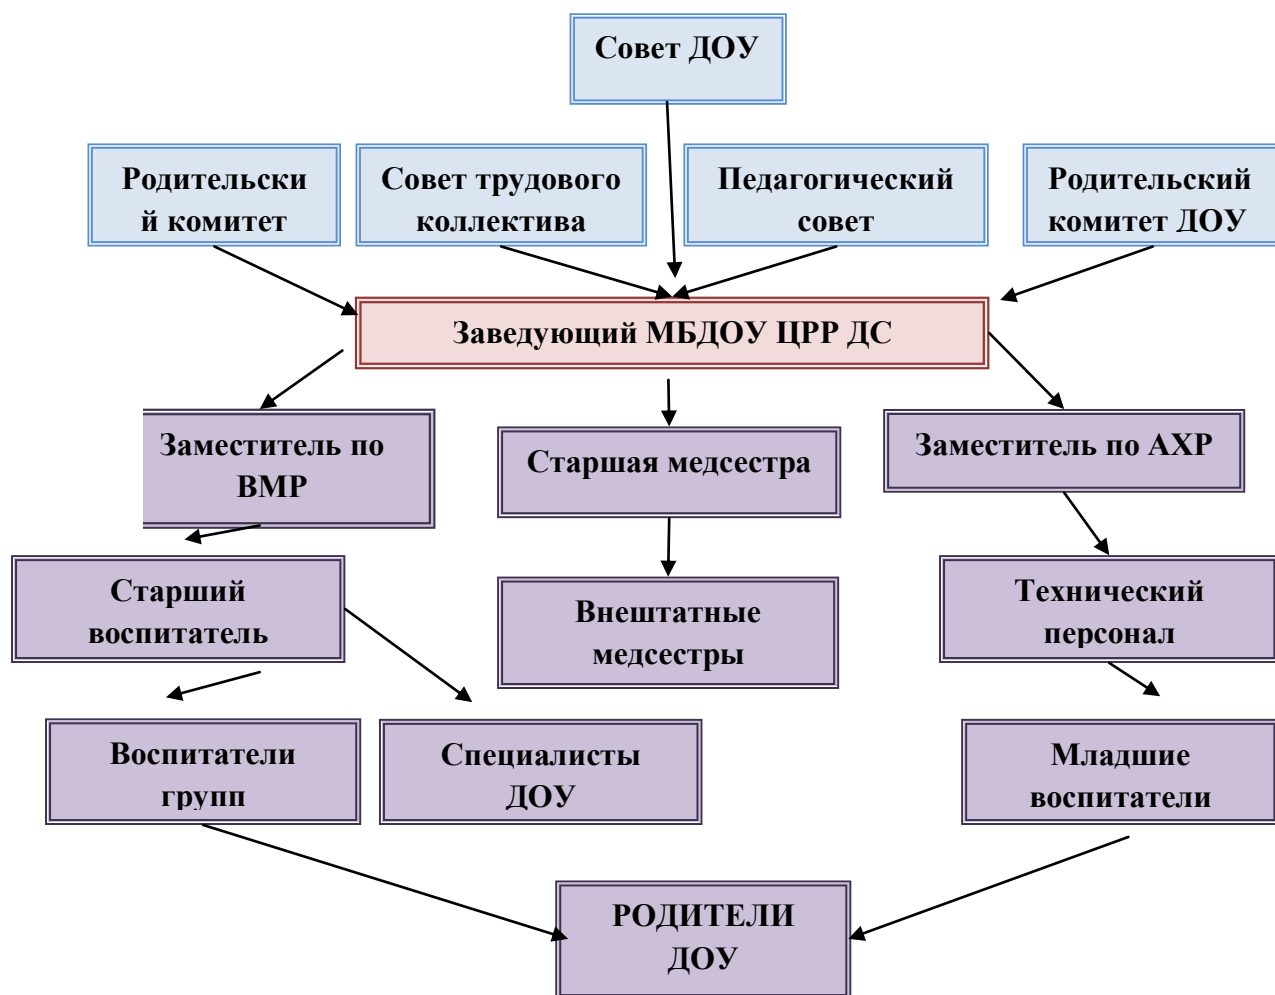 Совет ДОУ
Родительски
й комитет
Совет трудового
коллектива
Педагогический
совет
Родительский
комитет ДОУ
Заведующий МБДОУ ЦРР ДС
Заместитель по
ВМР
Старшая медсестра
Заместитель по АХР
Старший
воспитатель
Внештатные
медсестры
Технический
персонал
Воспитатели
групп
Специалисты
ДОУ
Младшие
воспитатели
РОДИТЕЛИ
ДОУ